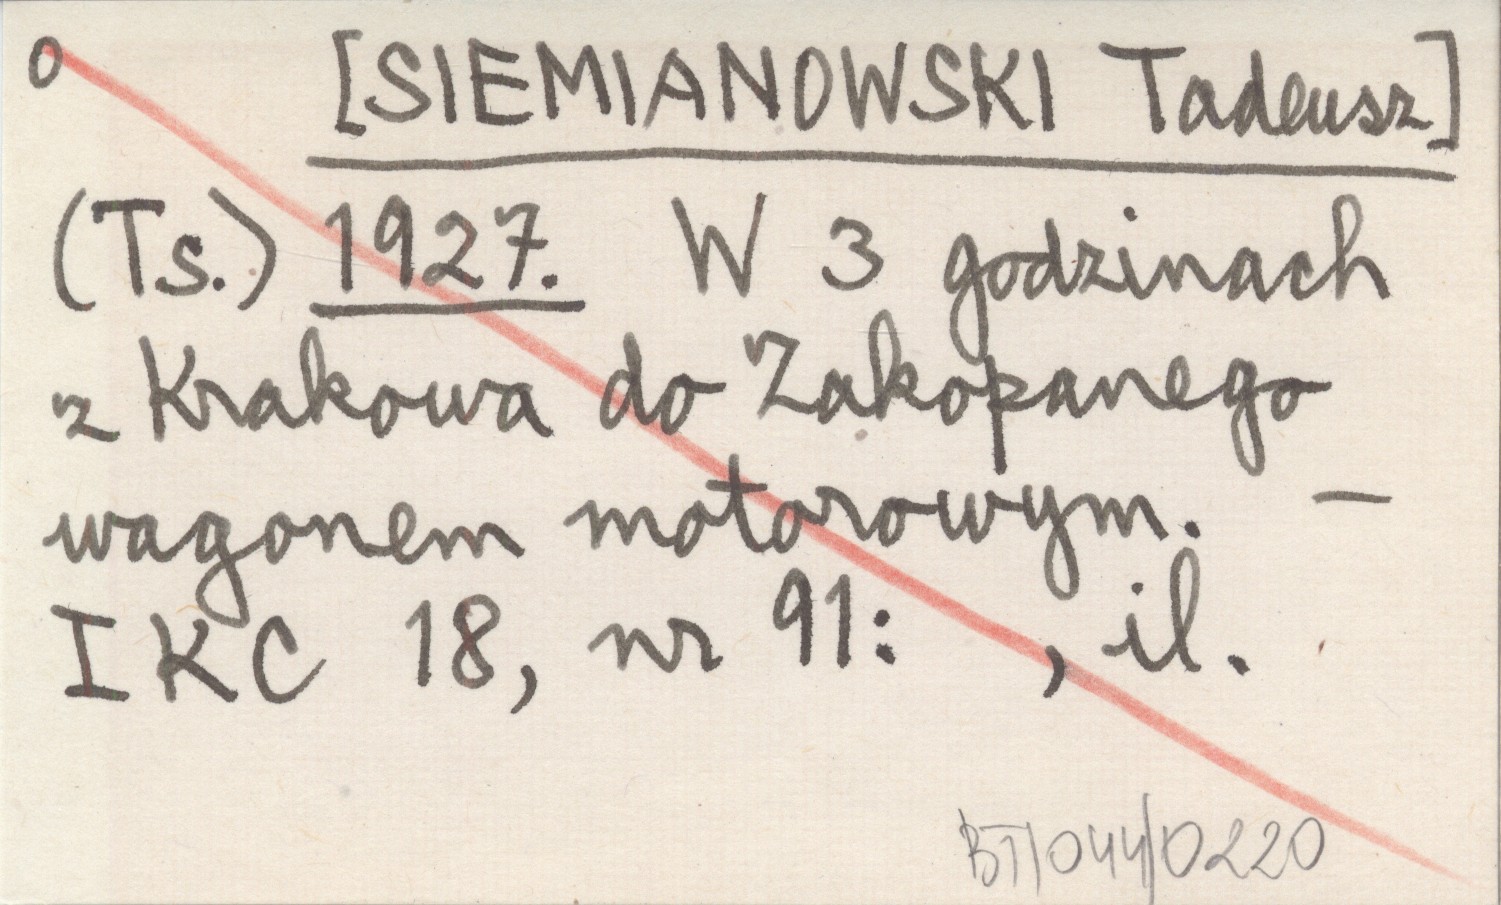 o [SIEMIANOWSKI Tadeusz]
(Ts.) 1927. W 3 godzinach
z Krakowa do Zakopanego
wagonem motorowym. –
IKC 18, nr 91: , il.
BT/044/0220